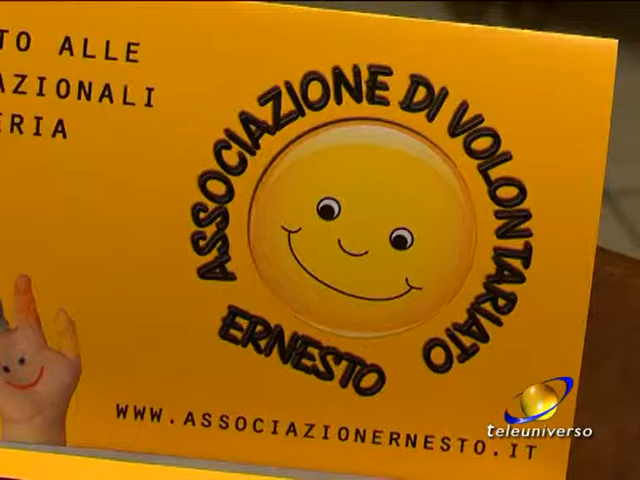 TO ALLE
AZIONALI
ERIA
ASSOCIAZIONE DI VOLONTARIATO
ERNESTO
WWW.ASSOCIAZIONERNESTO.IT
teleuniverso